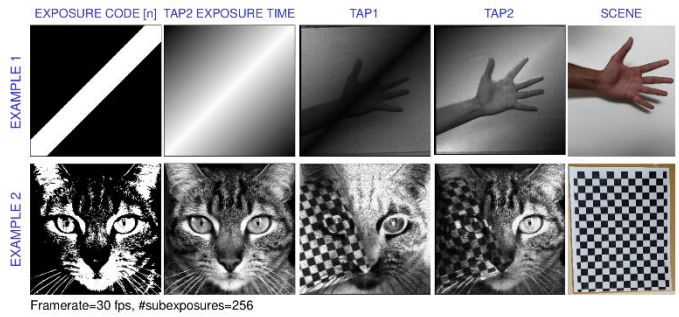 EXPOSURE CODE [n] TAP2 EXPOSURE TIME TAP1 TAP2 SCENE
EXAMPLE 1
EXAMPLE 2
Framerate=30 fps, #subexposures=256